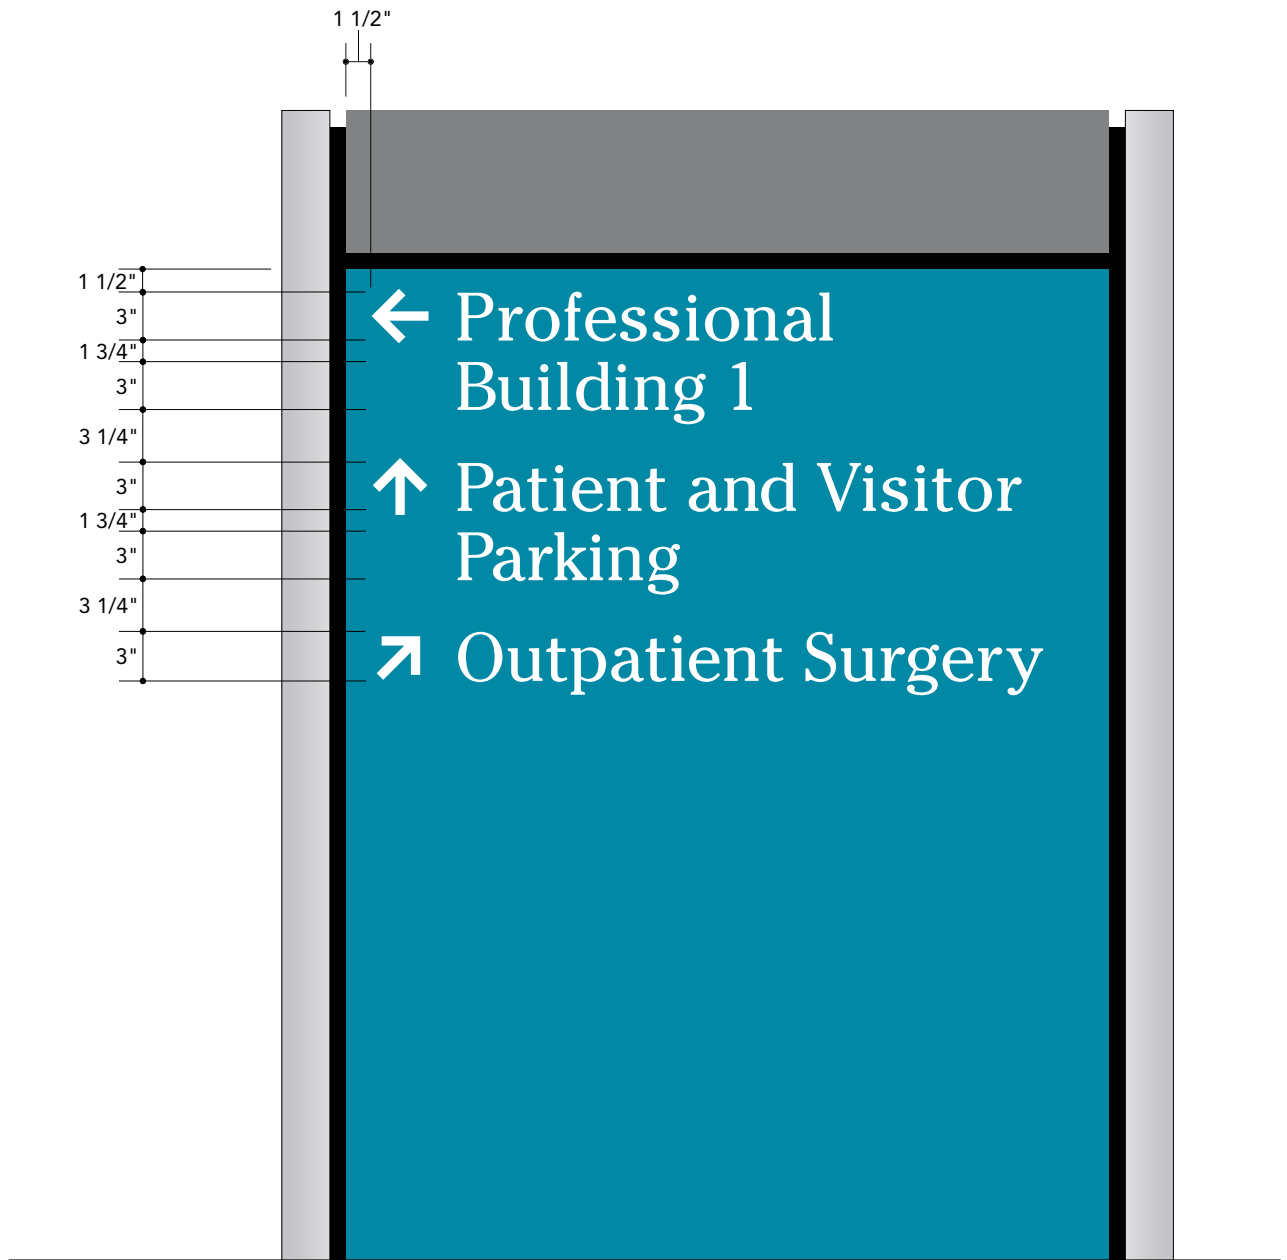 1 1/2"
1 1/2"
3"
1 3/4"
3"
3 1/4"
3"
1 3/4"
3"
3 1/4"
3"
Professional
Building 1
Patient and Visitor
Parking
Outpatient Surgery